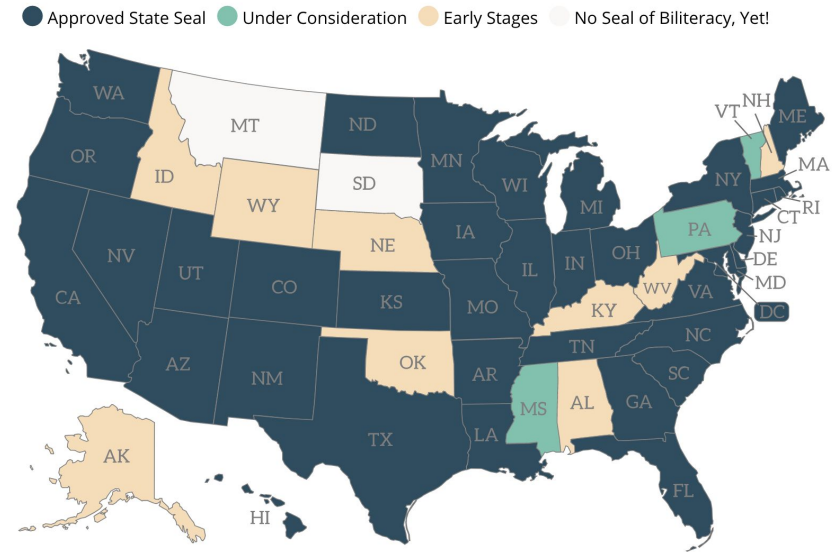 Approved State Seal Under Consideration Early Stages No Seal of Biliteracy, Yet!
WA
MT
ND
MN
VT
NH
ME
OR
ID
WY
SD
WI
MI
NY
MA
RI
CT
NV
UT
CO
NE
IA
IL
IN
OH
PA
NJ
DE
MD
DC
CA
KS
MO
KY
WV
VA
AZ
NM
OK
AR
TN
NC
SC
TX
LA
MS
AL
GA
FL
AK
HI